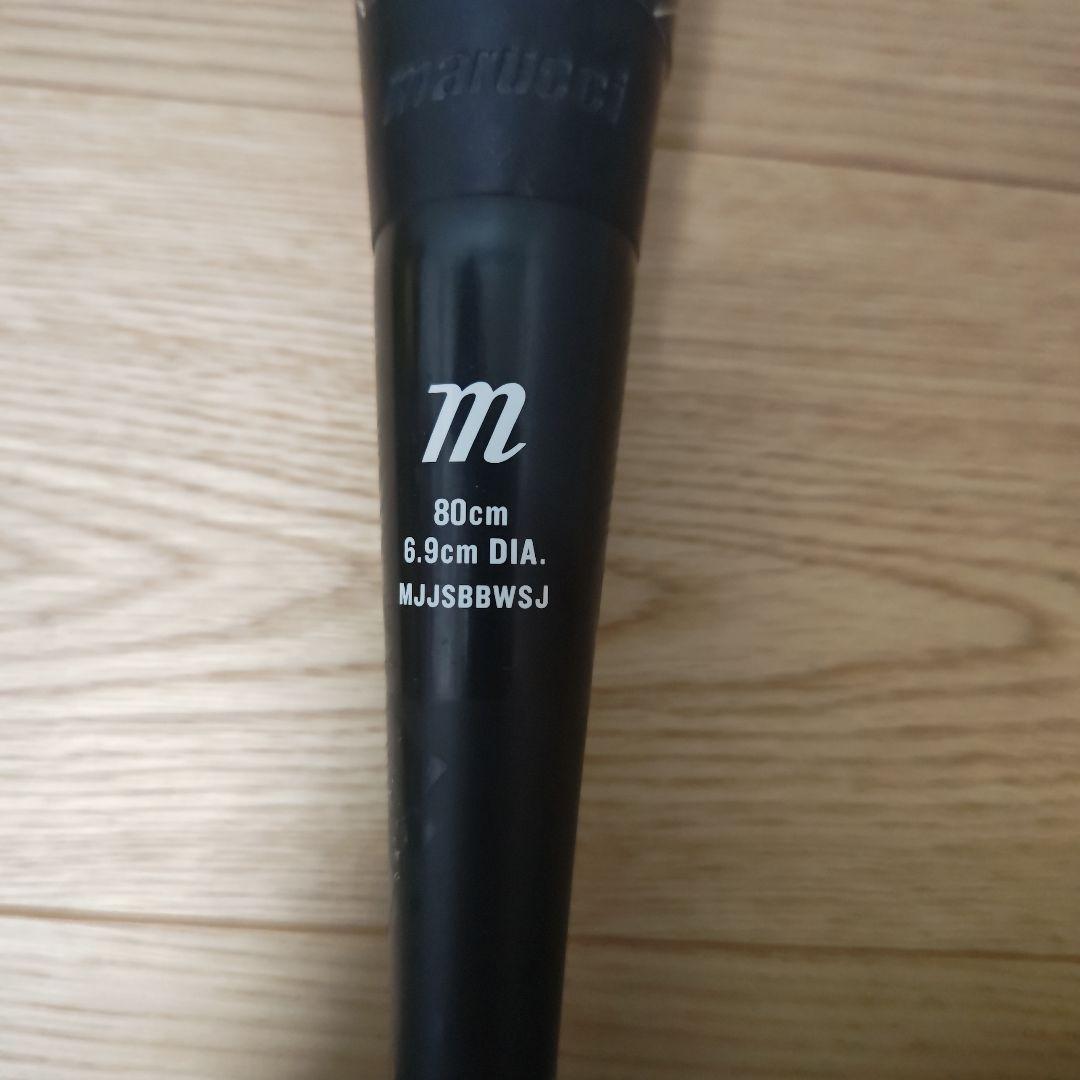 marucci
m
80cm
6.9cm DIA.
MJJSBBWSJ